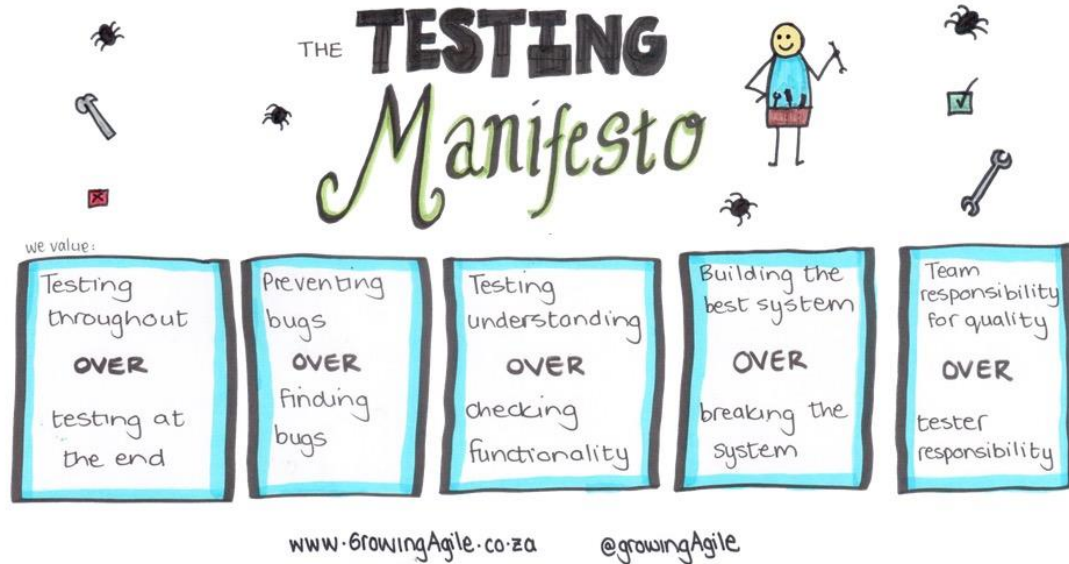 THE TESTING
Manifesto
we value:
Testing
throughout
OVER
testing at
the end
Preventing
bugs
OVER
finding
bugs
Testing
understanding
OVER
checking
functionality
Building the
best system
OVER
breaking the
system
Team
responsibility
for quality
OVER
tester
responsibility
www.GrowingAgile.co.za @growingAgile